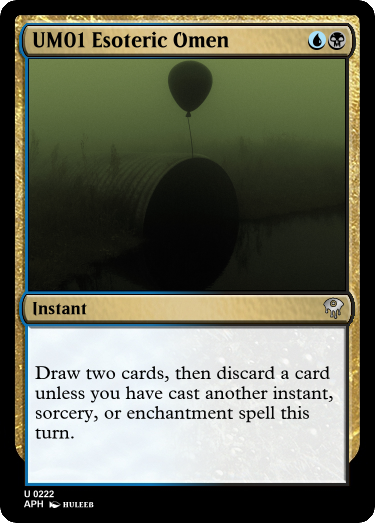 UM01 Esoteric Omen
Instant
Draw two cards, then discard a card
unless you have cast another instant,
sorcery, or enchantment spell this
turn.
U 0222
APH HULEEB